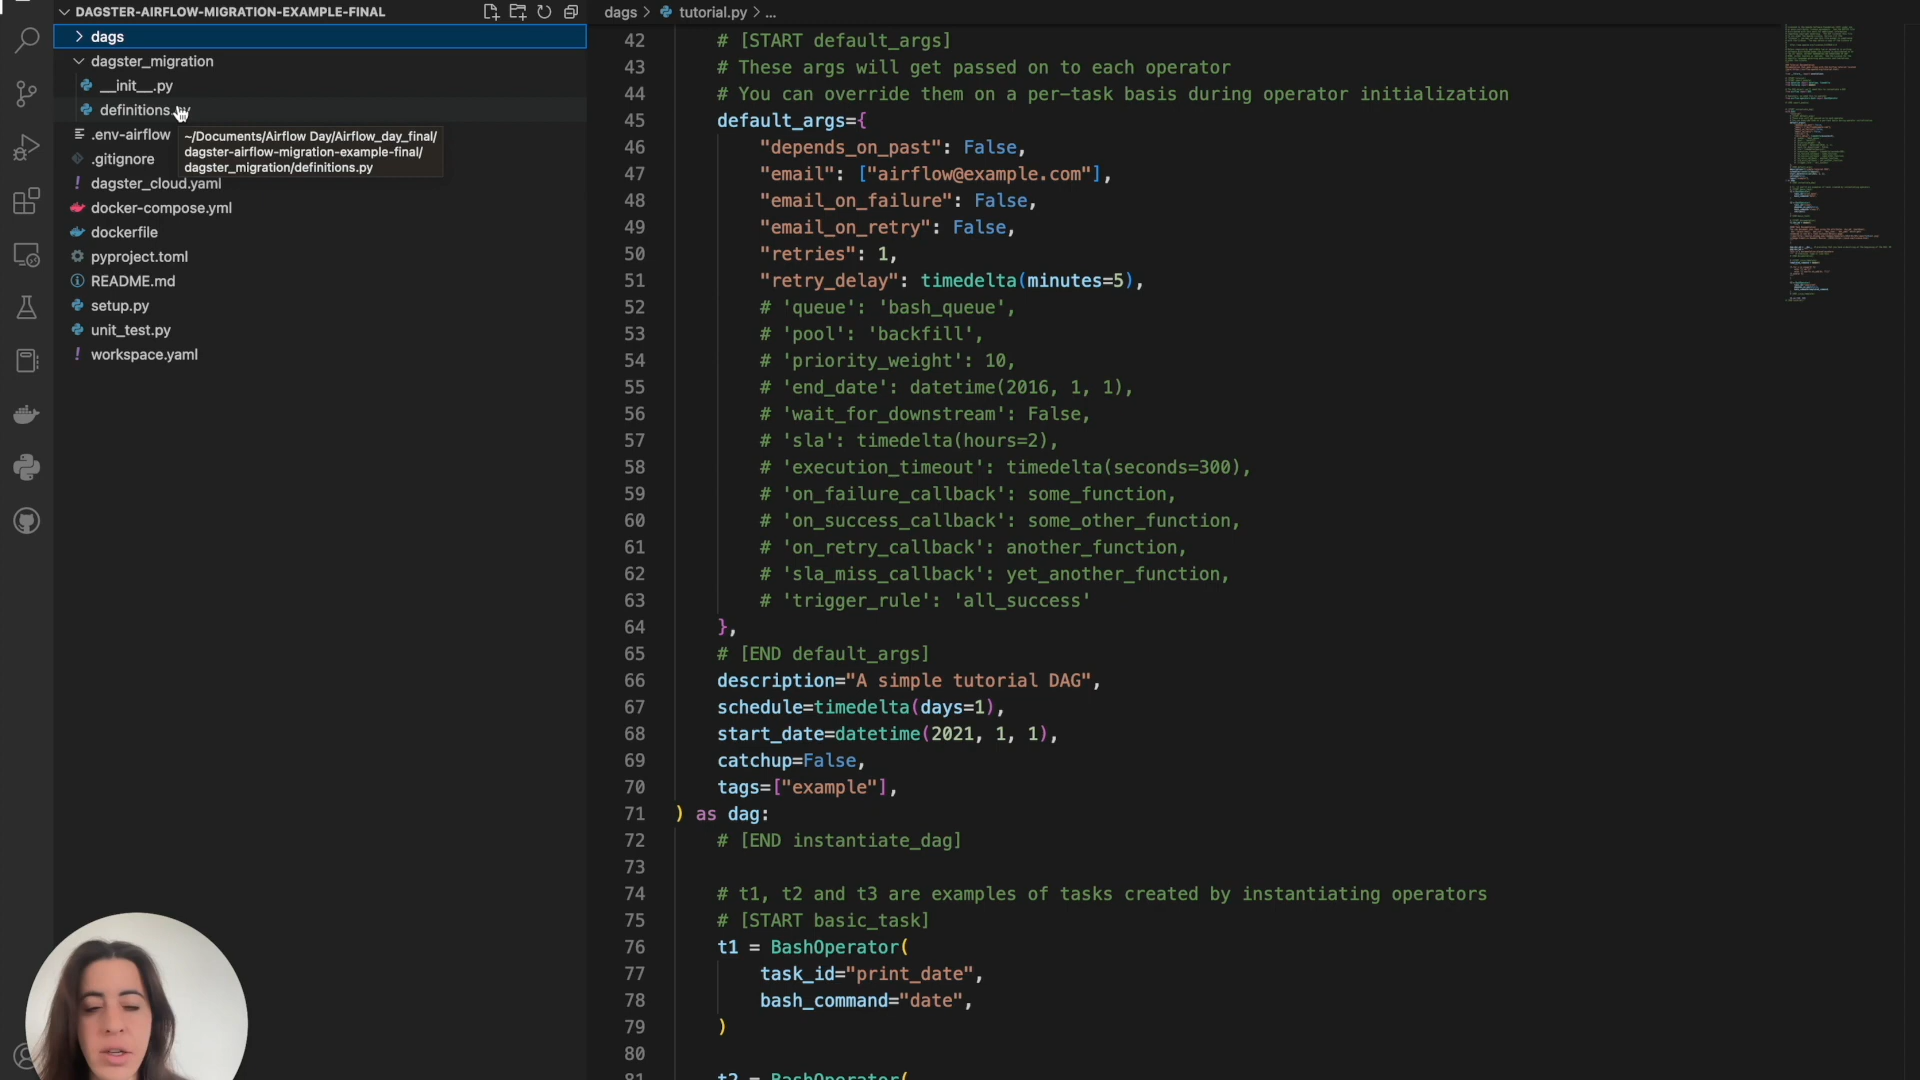 DAGSTER-AIRFLOW-MIGRATION-EXAMPLE-FINAL
dags
dagster_migration
__init__.py
definitions.
~/Documents/Airflow Day/Airflow_day_final/
dagster-airflow-migration-example-final/
dagster_migration/definitions.py
.env-airflow
.gitignore
dagster_cloud.yaml
docker-compose.yml
dockerfile
pyproject.toml
README.md
setup.py
unit_test.py
workspace.yaml
dags > tutorial.py > ...
42 # [START default_args]
43 # These args will get passed on to each operator
44 # You can override them on a per-task basis during operator initialization
45 default_args={
46 "depends_on_past": False,
47 "email": ["airflow@example.com"],
48 "email_on_failure": False,
49 "email_on_retry": False,
50 "retries": 1,
51 "retry_delay": timedelta(minutes=5),
52 # 'queue': 'bash_queue',
53 # 'pool': 'backfill',
54 # 'priority_weight': 10,
55 # 'end_date': datetime(2016, 1, 1),
56 # 'wait_for_downstream': False,
57 # 'sla': timedelta(hours=2),
58 # 'execution_timeout': timedelta(seconds=300),
59 # 'on_failure_callback': some_function,
60 # 'on_success_callback': some_other_function,
61 # 'on_retry_callback': another_function,
62 # 'sla_miss_callback': yet_another_function,
63 # 'trigger_rule': 'all_success'
64 },
65 # [END default_args]
66 description="A simple tutorial DAG",
67 schedule=timedelta(days=1),
68 start_date=datetime(2021, 1, 1),
69 catchup=False,
70 tags=["example"],
71 ) as dag:
72 # [END instantiate_dag]
73
74 # t1, t2 and t3 are examples of tasks created by instantiating operators
75 # [START basic_task]
76 t1 = BashOperator(
77 task_id="print_date",
78 bash_command="date",
79 )
80
81 t2 = BashOperator(